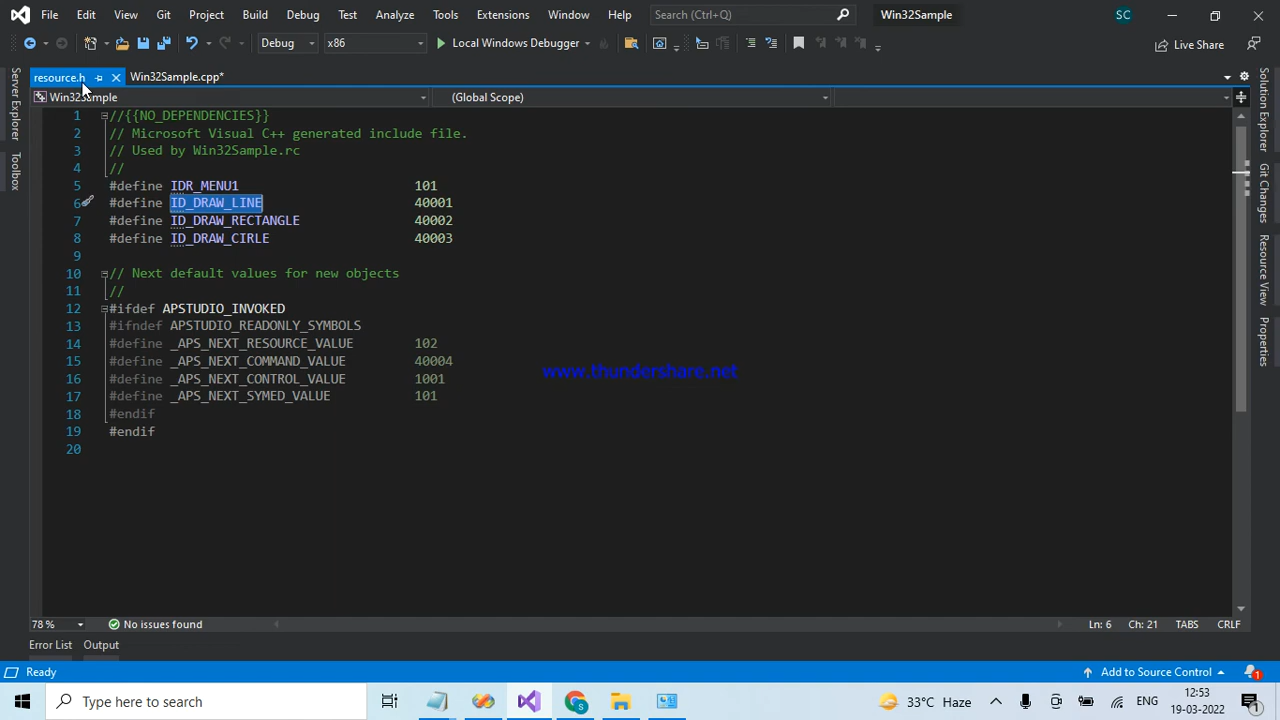 File Edit View Git Project Build Debug Test Analyze Tools Extensions Window Help Search (Ctrl+Q) Win32Sample SC
Debug x86 Local Windows Debugger Live Share
resource.h Win32Sample.cpp*
Win32Sample (Global Scope)
Server Explorer
Toolbox
Solution Explorer
Git Changes
Resource View
Properties
1 //{{NO_DEPENDENCIES}}
2 // Microsoft Visual C++ generated include file.
3 // Used by Win32Sample.rc
4 //
5 #define IDR_MENU1 101
6 #define ID_DRAW_LINE 40001
7 #define ID_DRAW_RECTANGLE 40002
8 #define ID_DRAW_CIRLE 40003
9
10 // Next default values for new objects
11 //
12 #ifdef APSTUDIO_INVOKED
13 #ifndef APSTUDIO_READONLY_SYMBOLS
14 #define _APS_NEXT_RESOURCE_VALUE 102
15 #define _APS_NEXT_COMMAND_VALUE 40004
16 #define _APS_NEXT_CONTROL_VALUE 1001
17 #define _APS_NEXT_SYMED_VALUE 101
18 #endif
19 #endif
20
www.thundershare.net
78 % No issues found Ln: 6 Ch: 21 TABS CRLF
Error List Output
Ready Add to Source Control 1
Type here to search 33°C Haze ENG 12:53
19-03-2022 1